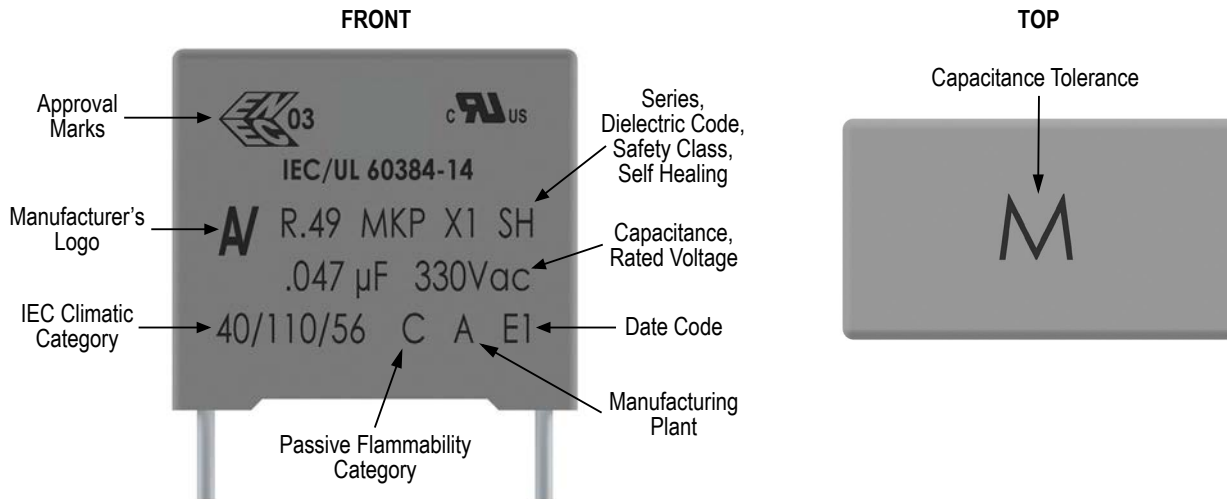 FRONT
TOP
Approval
Marks
ENEC 03
c RU US
Series,
Dielectric Code,
Safety Class,
Self Healing
Capacitance Tolerance
IEC/UL 60384-14
Manufacturer's
Logo
R.49 MKP X1 SH
M
.047 µF 330Vac
Capacitance,
Rated Voltage
IEC Climatic
Category
40/110/56 C A E1
Date Code
Manufacturing
Plant
Passive Flammability
Category